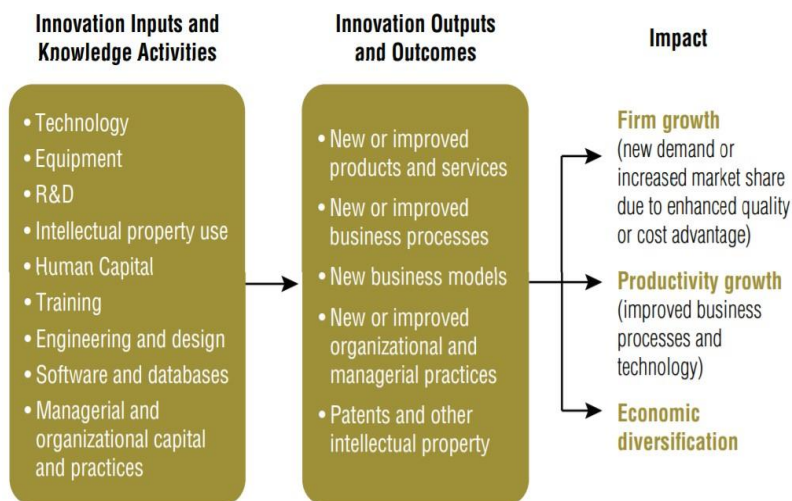 Innovation Inputs and
Knowledge Activities
• Technology
• Equipment
• R&D
• Intellectual property use
• Human Capital
• Training
• Engineering and design
• Software and databases
• Managerial and
organizational capital
and practices
Innovation Outputs
and Outcomes
• New or improved
products and services
• New or improved
business processes
• New business models
• New or improved
organizational and
managerial practices
• Patents and other
intellectual property
Impact
Firm growth
(new demand or
increased market share
due to enhanced quality
or cost advantage)
Productivity growth
(improved business
processes and
technology)
Economic
diversification